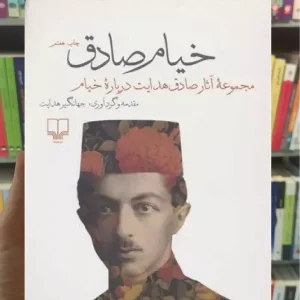 چاپ هفتم
خیام صادق
مجموعهٔ آثار صادق هدایت دربارهٔ خیام
مقدمه و گردآوری: جهانگیر هدایت